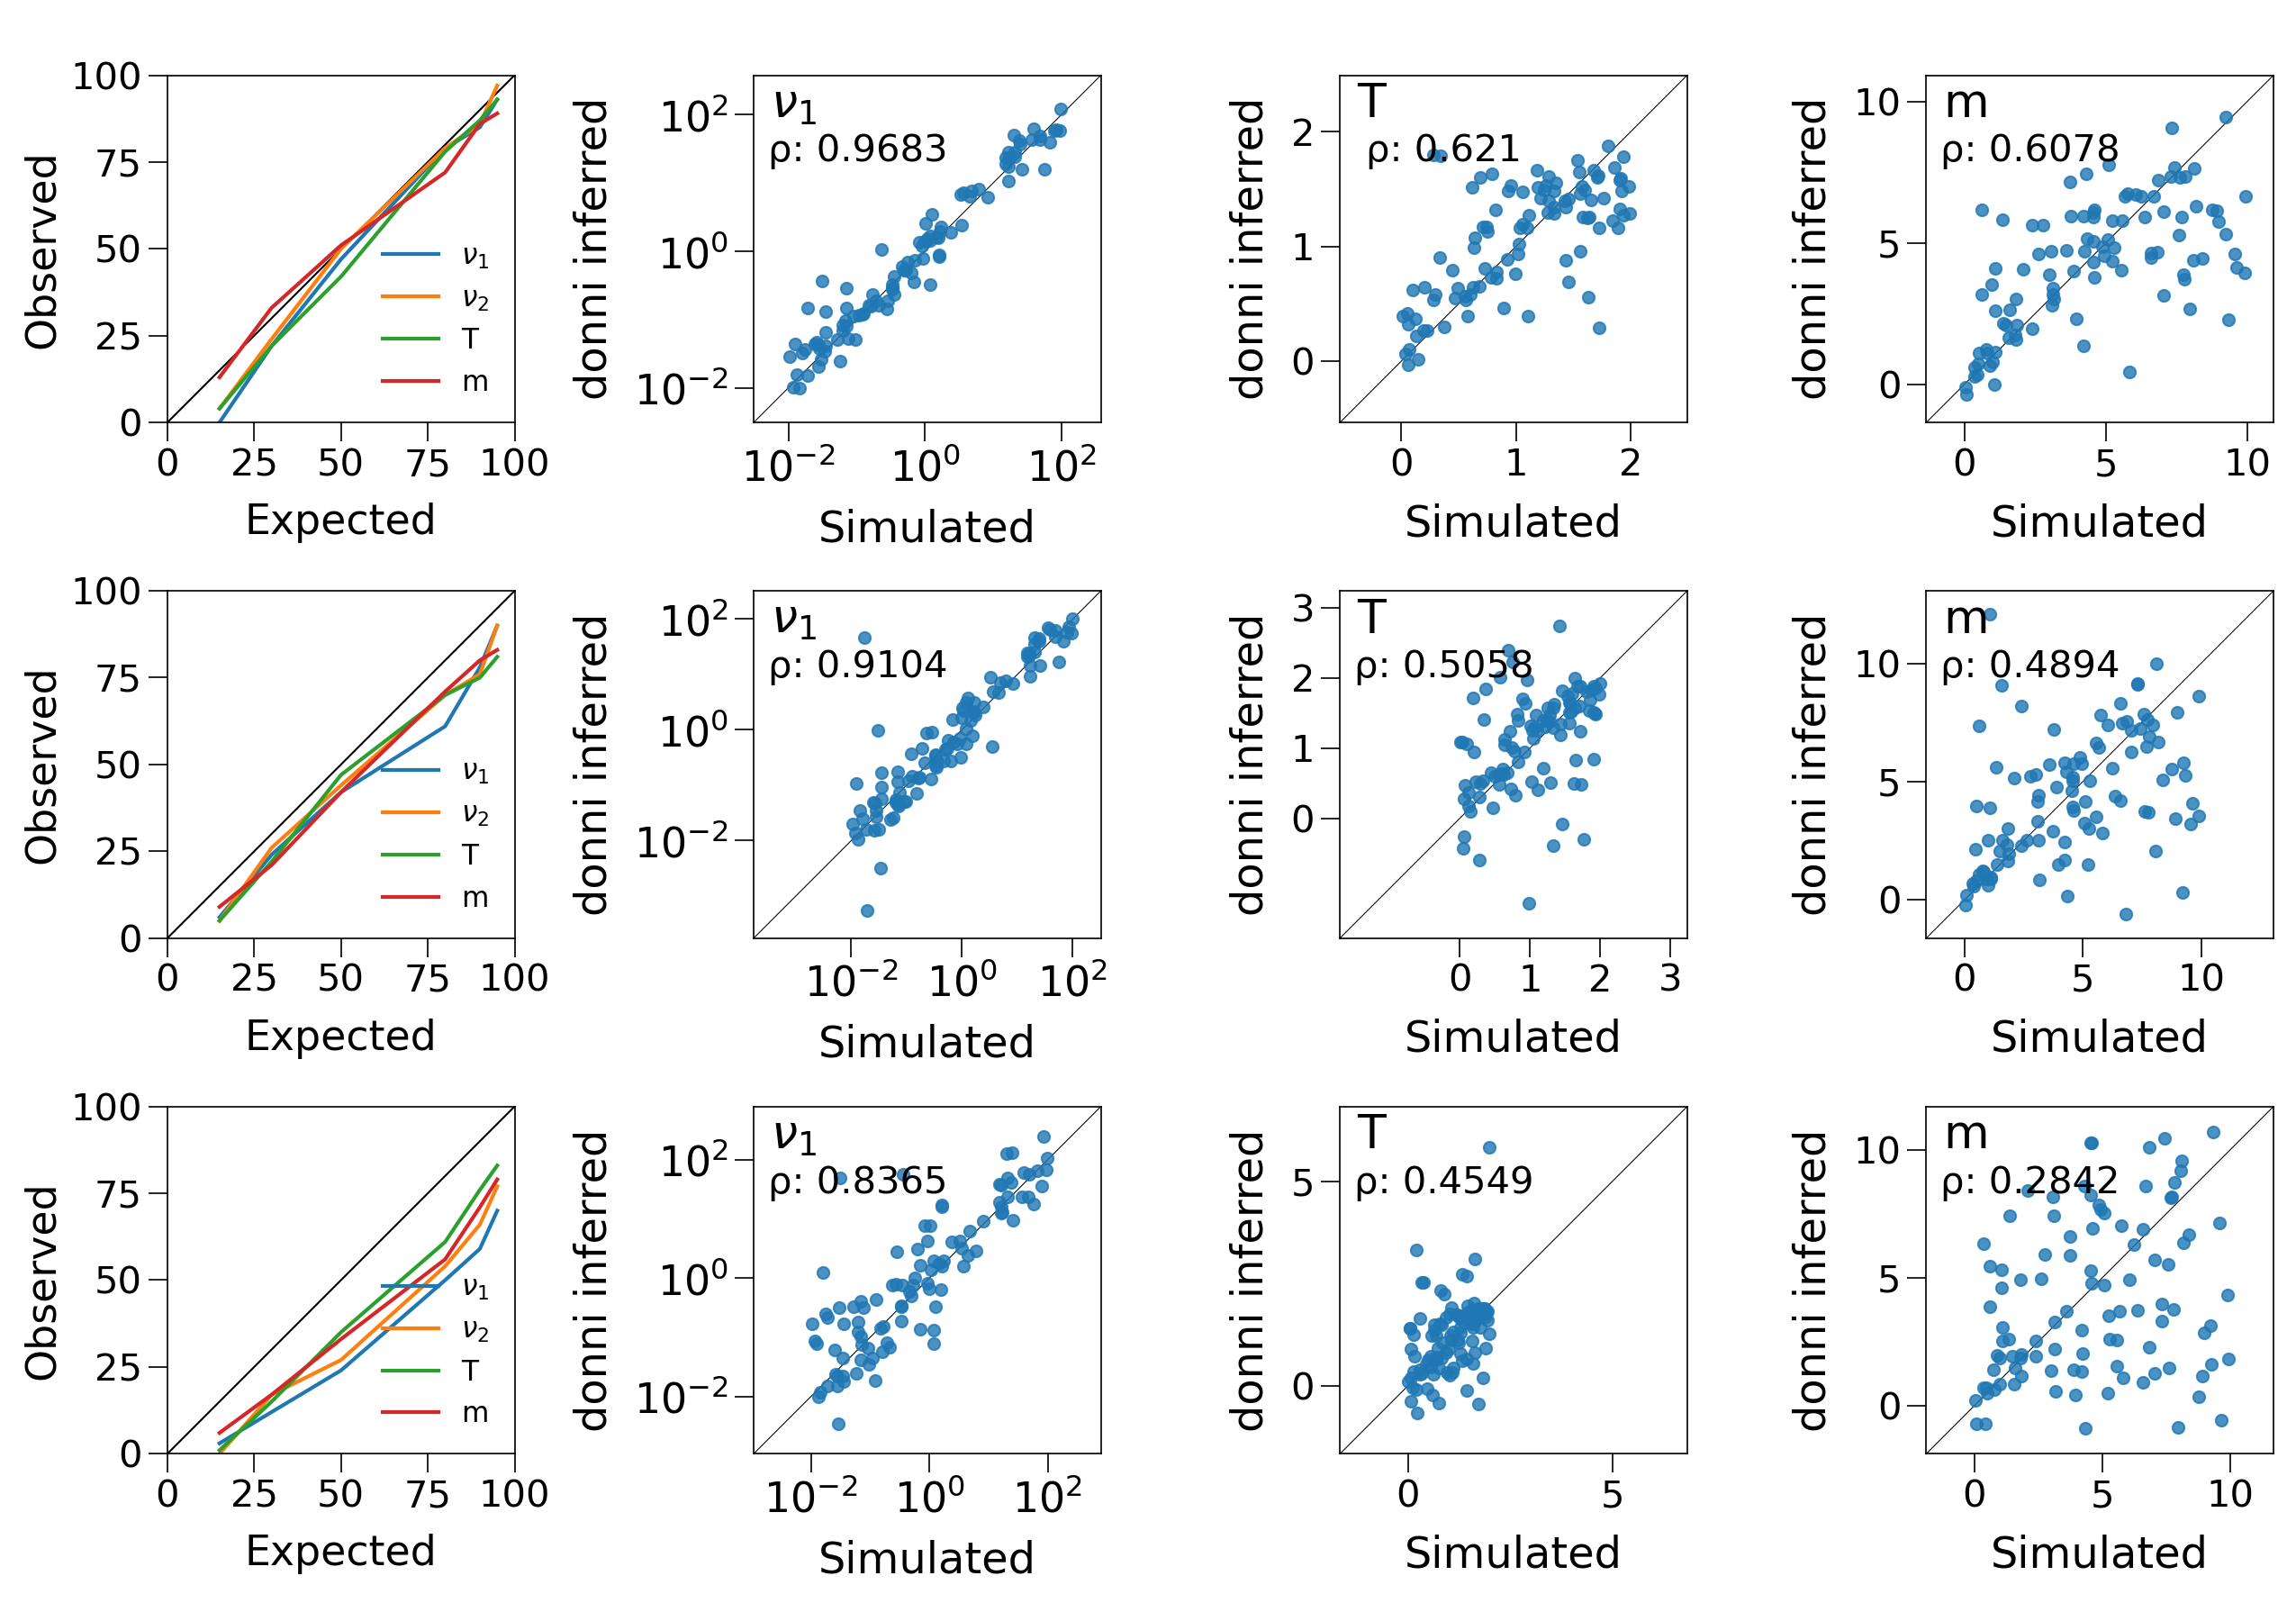 100
75
50
25
0
Observed
0 25 50 75 100
Expected
ν1
ν2
T
m
donni inferred
10²
10⁰
10⁻²
ν1
ρ: 0.9683
10⁻² 10⁰ 10²
Simulated
donni inferred
2
1
0
T
ρ: 0.621
0 1 2
Simulated
donni inferred
10
5
0
m
ρ: 0.6078
0 5 10
Simulated
100
75
50
25
0
Observed
0 25 50 75 100
Expected
ν1
ν2
T
m
donni inferred
10²
10⁰
10⁻²
ν1
ρ: 0.9104
10⁻² 10⁰ 10²
Simulated
donni inferred
3
2
1
0
T
ρ: 0.5058
0 1 2 3
Simulated
donni inferred
10
5
0
m
ρ: 0.4894
0 5 10
Simulated
100
75
50
25
0
Observed
0 25 50 75 100
Expected
ν1
ν2
T
m
donni inferred
10²
10⁰
10⁻²
ν1
ρ: 0.8365
10⁻² 10⁰ 10²
Simulated
donni inferred
5
0
T
ρ: 0.4549
0 5
Simulated
donni inferred
10
5
0
m
ρ: 0.2842
0 5 10
Simulated